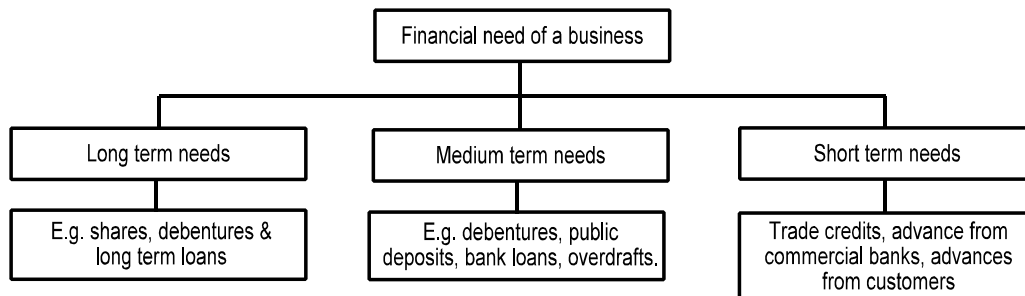 Financial need of a business
Long term needs
Medium term needs
Short term needs
E.g. shares, debentures &
long term loans
E.g. debentures, public
deposits, bank loans, overdrafts.
Trade credits, advance from
commercial banks, advances
from customers